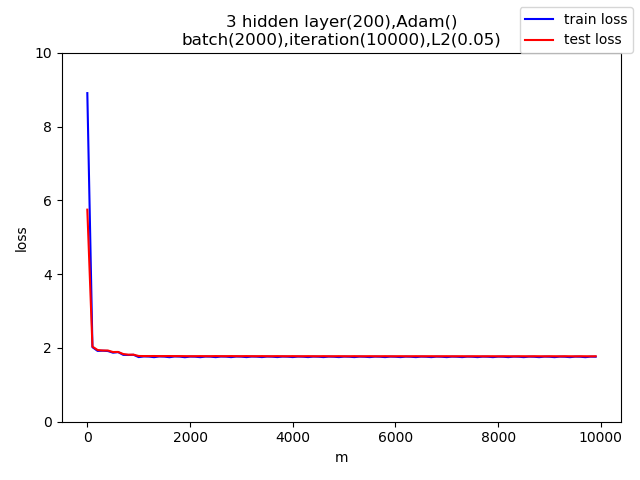 3 hidden layer(200),Adam()
batch(2000),iteration(10000),L2(0.05)
train loss
test loss
10
8
6
4
2
0
loss
0
2000
4000
6000
8000
10000
m